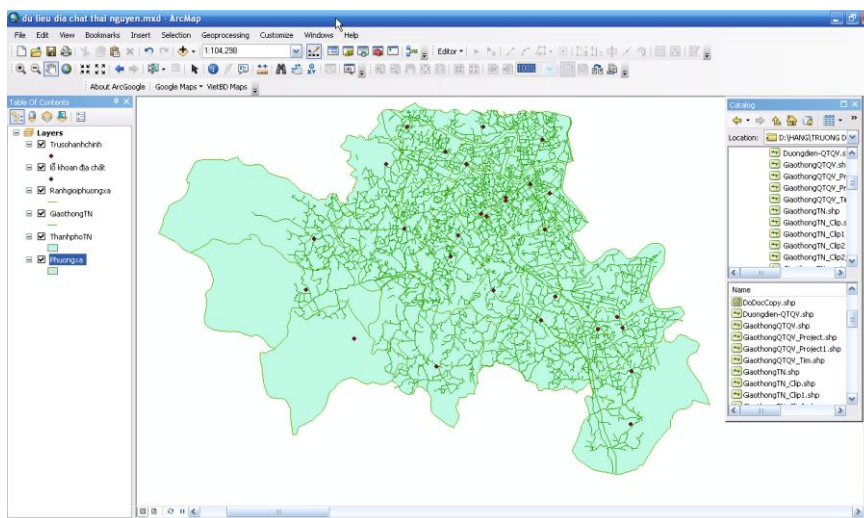 du lieu dia chat thai nguyen.mxd - ArcMap
File Edit View Bookmarks Insert Selection Geoprocessing Customize Windows Help
1:104,298
Editor
About ArcGoogle Google Maps VietBD Maps
Table Of Contents
Layers
Trusohanhchinh
lỗ khoan địa chất
Ranhgioiphuongxa
GiaothongTN
ThanhphoTN
Phuongxa
Catalog
Location: D:\HANG\TRUONG D
Duongdien-QTQV.s
GiaothongQTQV.sh
GiaothongQTQV_Pr
GiaothongQTQV_Pr
GiaothongQTQV_Tim
GiaothongTN.shp
GiaothongTN_Clip.s
GiaothongTN_Clip1
GiaothongTN_Clip2
GiaothongTN_Clip2
Name
DoDocCopy.shp
Duongdien-QTQV.shp
GiaothongQTQV.shp
GiaothongQTQV_Project.shp
GiaothongQTQV_Project1.shp
GiaothongQTQV_Tim.shp
GiaothongTN.shp
GiaothongTN_Clip.shp
GiaothongTN_Clip1.shp